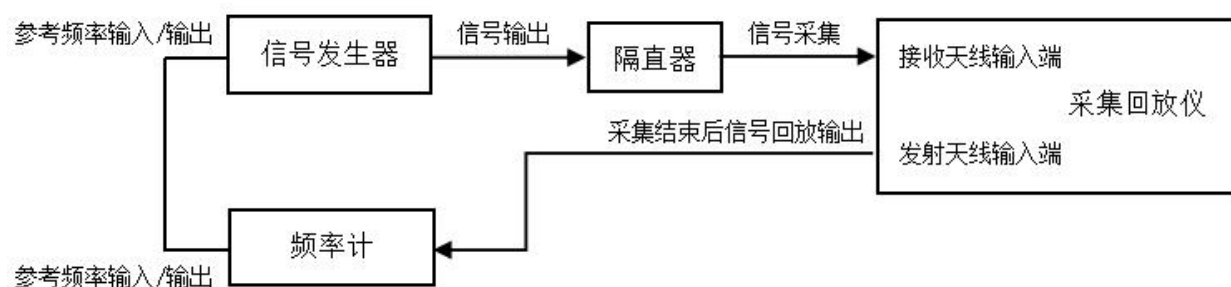 参考频率输入/输出
信号发生器
信号输出
隔直器
信号采集
接收天线输入端
采集回放仪
采集结束后信号回放输出
发射天线输入端
频率计
参考频率输入/输出